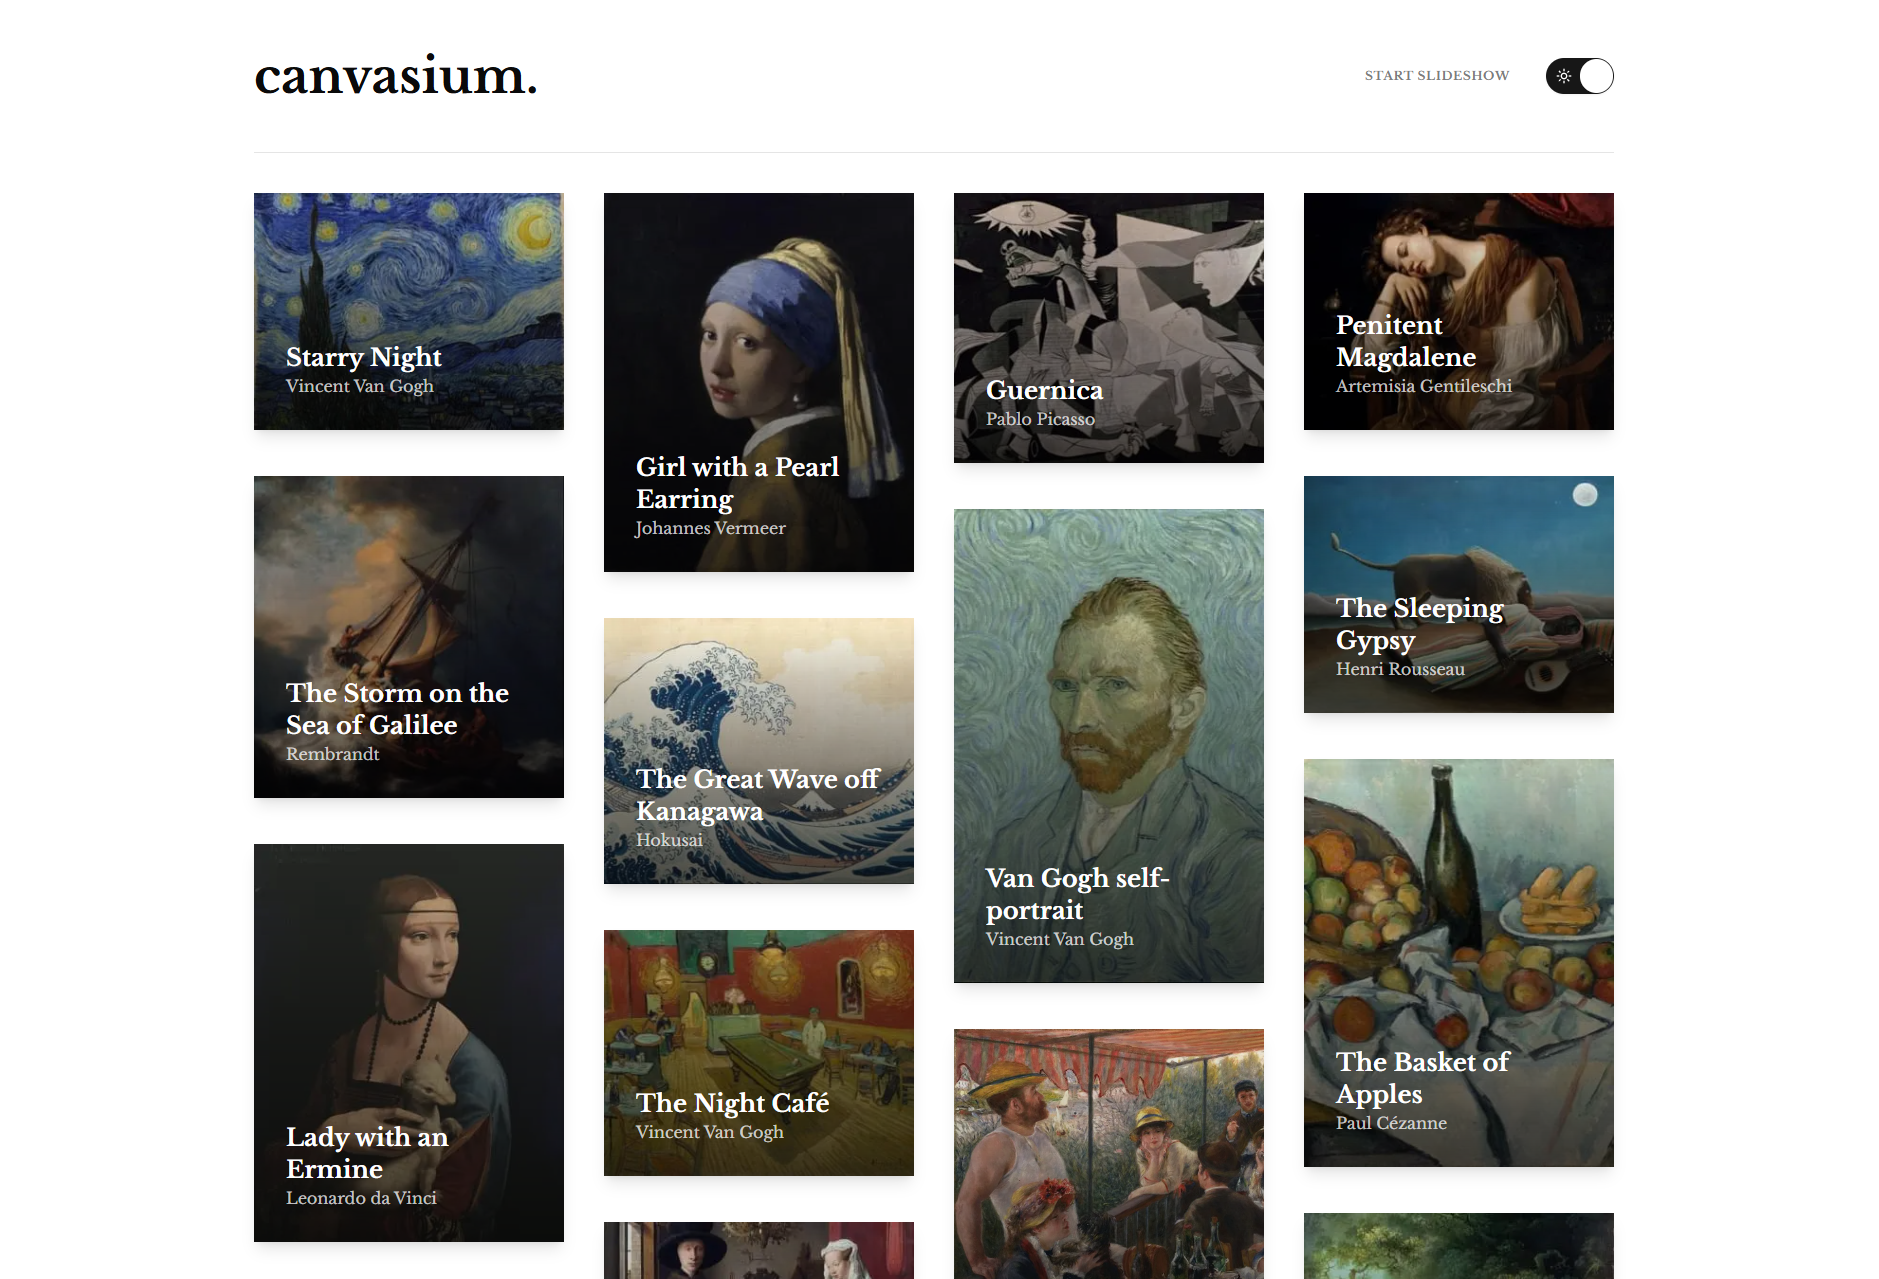 canvasium.
START SLIDESHOW
Starry Night
Vincent Van Gogh
Girl with a Pearl
Earring
Johannes Vermeer
Guernica
Pablo Picasso
Penitent
Magdalene
Artemisia Gentileschi
The Storm on the
Sea of Galilee
Rembrandt
The Great Wave off
Kanagawa
Hokusai
Van Gogh self-
portrait
Vincent Van Gogh
The Sleeping
Gypsy
Henri Rousseau
Lady with an
Ermine
Leonardo da Vinci
The Night Café
Vincent Van Gogh
The Basket of
Apples
Paul Cézanne